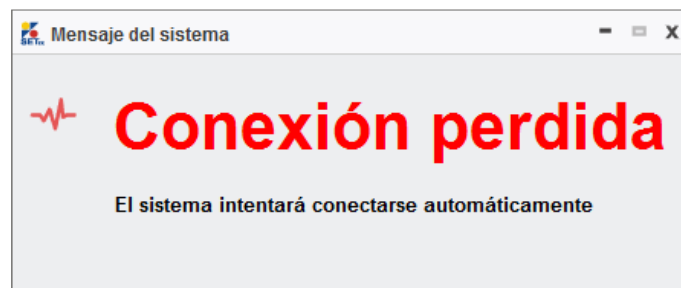 Mensaje del sistema
Conexión perdida
El sistema intentará conectarse automáticamente